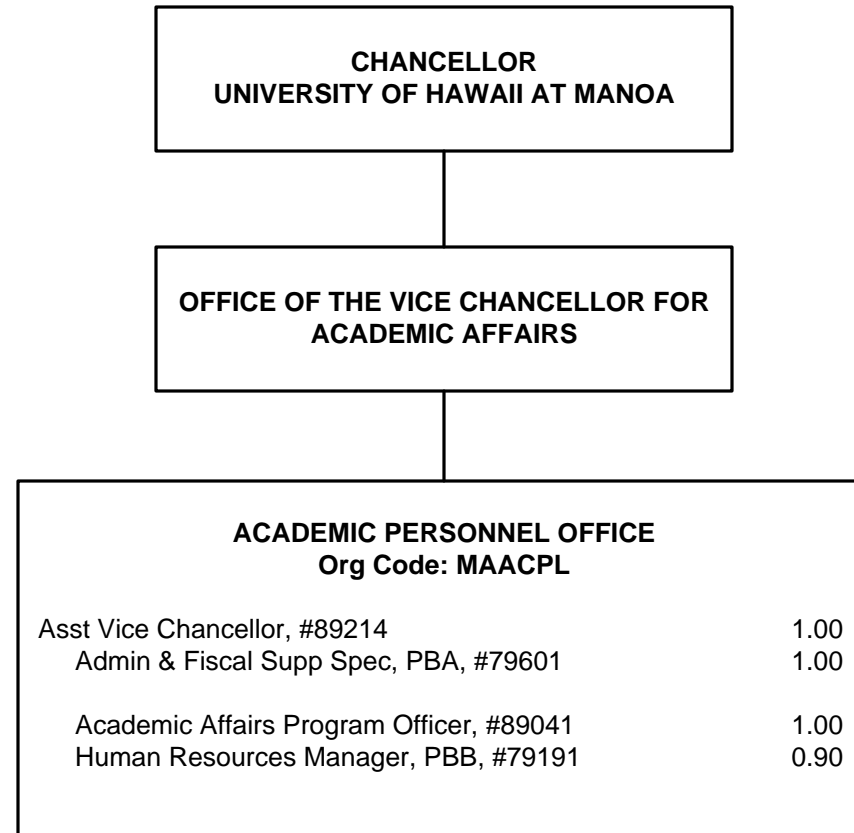 CHANCELLOR
UNIVERSITY OF HAWAII AT MANOA
OFFICE OF THE VICE CHANCELLOR FOR
ACADEMIC AFFAIRS
ACADEMIC PERSONNEL OFFICE
Org Code: MAACPL
Asst Vice Chancellor, #89214 1.00
Admin & Fiscal Supp Spec, PBA, #79601 1.00
Academic Affairs Program Officer, #89041 1.00
Human Resources Manager, PBB, #79191 0.90